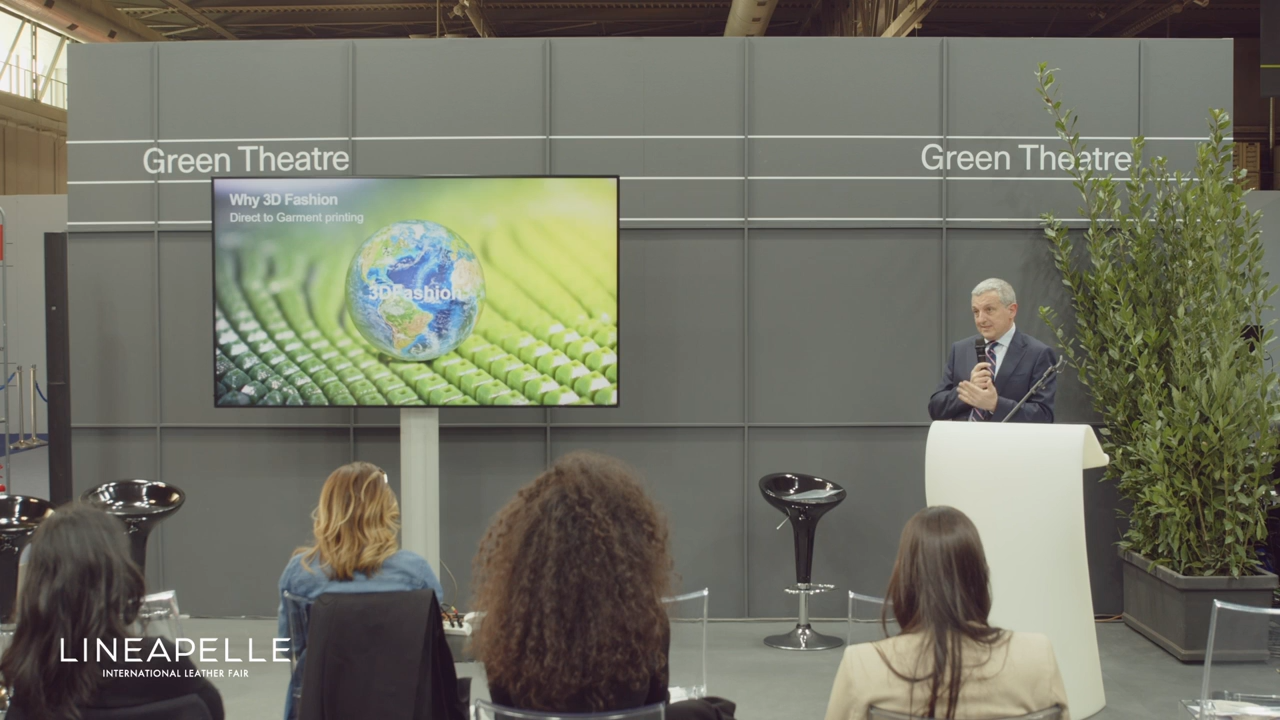 Green Theatre
Green Theatre
Why 3D Fashion
Direct to Garment printing
3DFashion
LINEAPELLE
INTERNATIONAL LEATHER FAIR